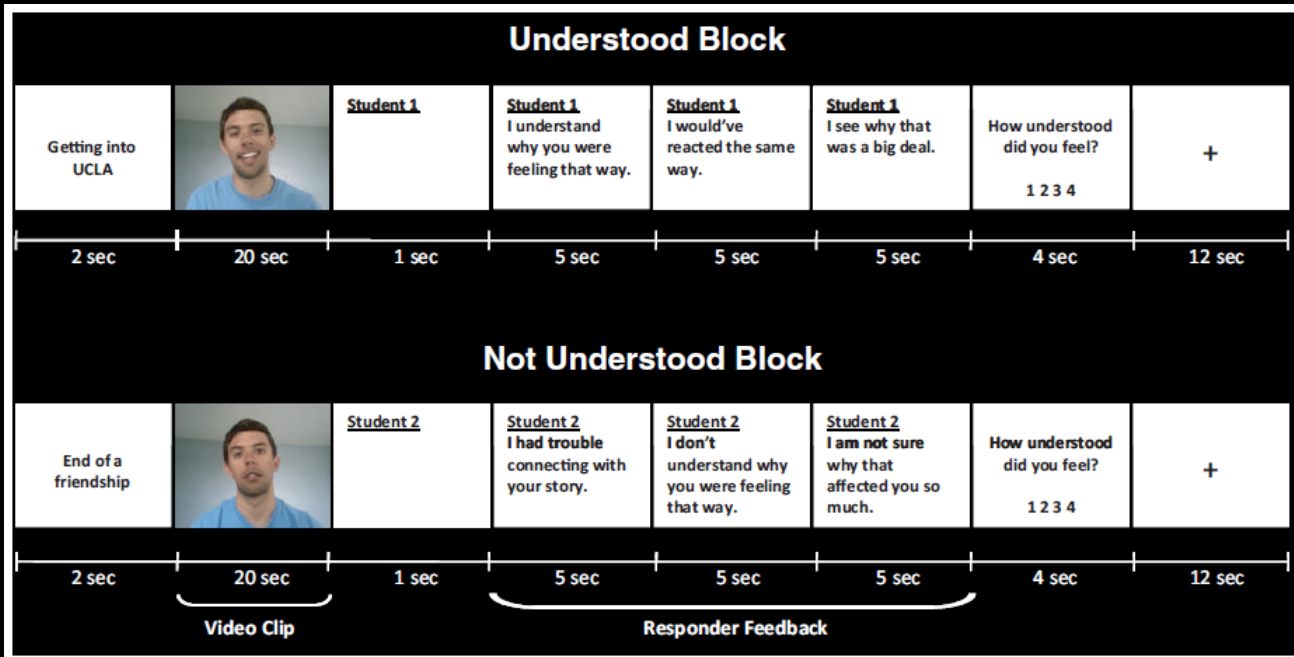 Understood Block
Getting into
UCLA
Student 1
Student 1
I understand
why you were
feeling that way.
Student 1
I would've
reacted the same
way.
Student 1
I see why that
was a big deal.
How understood
did you feel?
1 2 3 4
+
2 sec
20 sec
1 sec
5 sec
5 sec
5 sec
4 sec
12 sec
Not Understood Block
End of a
friendship
Student 2
Student 2
I had trouble
connecting with
your story.
Student 2
I don't
understand why
you were feeling
that way.
Student 2
I am not sure
why that
affected you so
much.
How understood
did you feel?
1 2 3 4
+
2 sec
20 sec
1 sec
5 sec
5 sec
5 sec
4 sec
12 sec
Video Clip
Responder Feedback